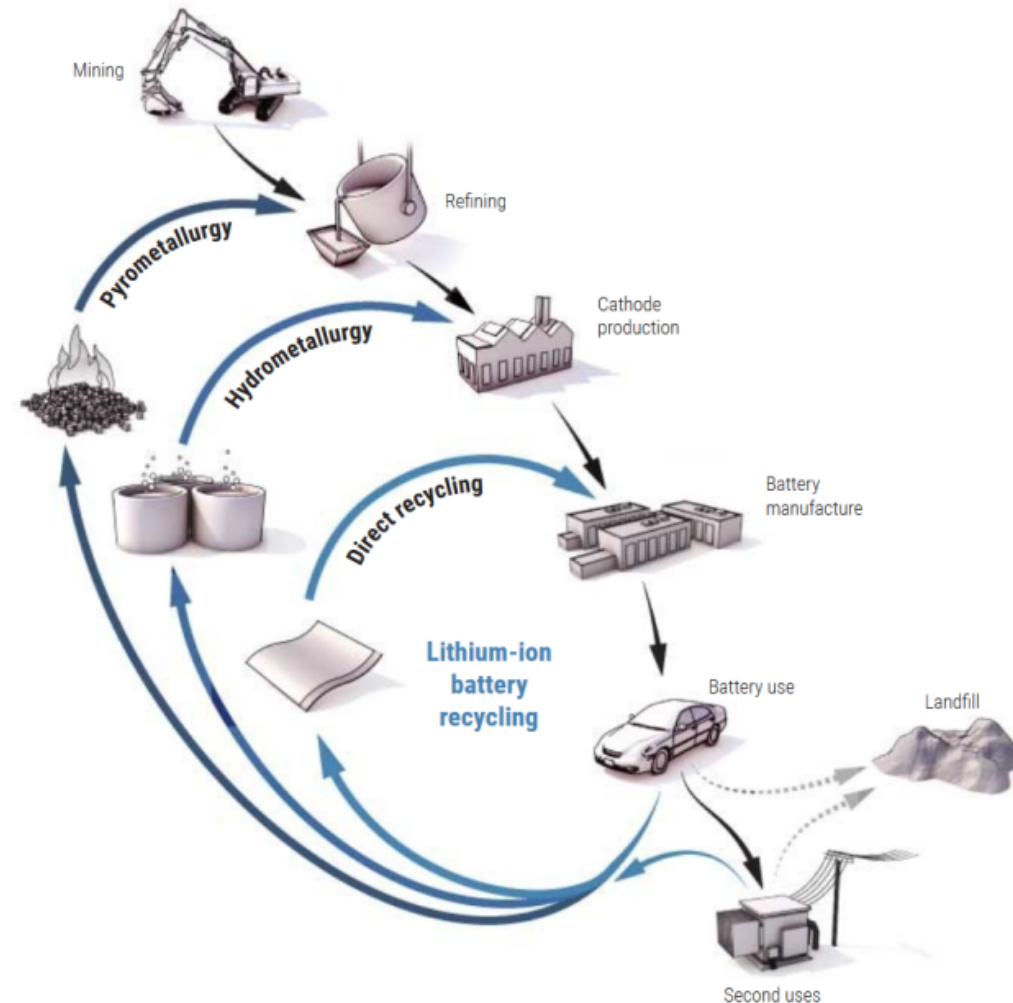 Mining
Refining
Pyrometallurgy
Cathode
production
Hydrometallurgy
Battery
manufacture
Direct recycling
Lithium-ion
battery
recycling
Battery use
Landfill
Second uses